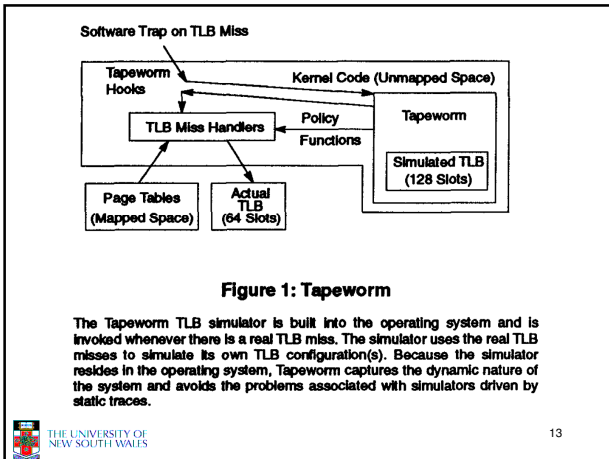 Software Trap on TLB Miss
Tapeworm
Hooks
Kernel Code (Unmapped Space)
Tapeworm
TLB Miss Handlers
Policy
Functions
Simulated TLB
(128 Slots)
Page Tables
(Mapped Space)
Actual
TLB
(64 Slots)
Figure 1: Tapeworm
The Tapeworm TLB simulator is built into the operating system and is
invoked whenever there is a real TLB miss. The simulator uses the real TLB
misses to simulate its own TLB configuration(s). Because the simulator
resides in the operating system, Tapeworm captures the dynamic nature of
the system and avoids the problems associated with simulators driven by
static traces.
THE UNIVERSITY OF
NEW SOUTH WALES
13